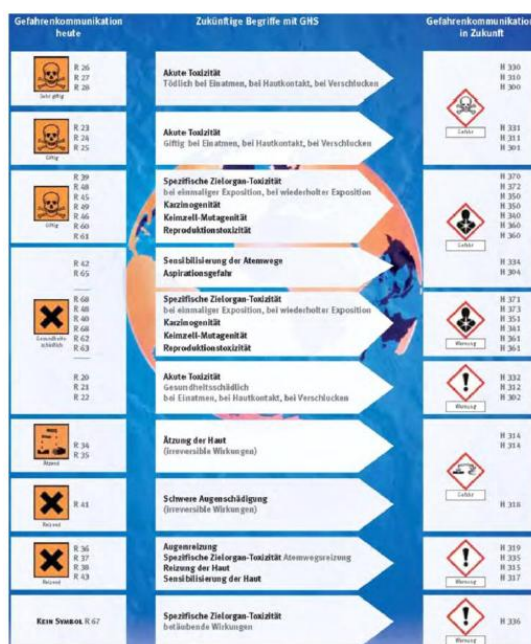 Gefahrenkommunikation
heute
Zukünftige Begriffe mit GHS
Gefahrenkommunikation
in Zukunft
Sehr giftig
R 26
R 27
R 28
Akute Toxizität
Tödlich bei Einatmen, bei Hautkontakt, bei Verschlucken
H 330
H 310
H 300
Gefahr
Giftig
R 23
R 24
R 25
Akute Toxizität
Giftig bei Einatmen, bei Hautkontakt, bei Verschlucken
H 331
H 311
H 301
Giftig
R 39
R 48
R 45
R 49
R 46
R 60
R 61
Spezifische Zielorgan-Toxizität
bei einmaliger Exposition, bei wiederholter Exposition
Karzinogenität
Keimzell-Mutagenität
Reproduktionstoxizität
H 370
H 372
H 350
H 350
H 340
H 360
H 360
Gefahr
R 42
R 65
Sensibilisierung der Atemwege
Aspirationsgefahr
H 334
H 304
Gesundheits
schädlich
R 68
R 48
R 40
R 68
R 62
R 63
Spezifische Zielorgan-Toxizität
bei einmaliger Exposition, bei wiederholter Exposition
Karzinogenität
Keimzell-Mutagenität
Reproduktionstoxizität
H 371
H 373
H 351
H 341
H 361
H 361
Warnung
R 20
R 21
R 22
Akute Toxizität
Gesundheitsschädlich
bei Einatmen, bei Hautkontakt, bei Verschlucken
H 332
H 312
H 302
Warnung
Ätzend
R 34
R 35
Ätzung der Haut
(irreversible Wirkungen)
H 314
H 314
Gefahr
Reizend
R 41
Schwere Augenschädigung
(irreversible Wirkungen)
H 318
Reizend
R 36
R 37
R 38
R 43
Augenreizung
Spezifische Zielorgan-Toxizität Atemwegsreizung
Reizung der Haut
Sensibilisierung der Haut
H 319
H 335
H 315
H 317
Warnung
KEIN SYMBOL R 67
Spezifische Zielorgan-Toxizität
betäubende Wirkungen
H 336
Warnung